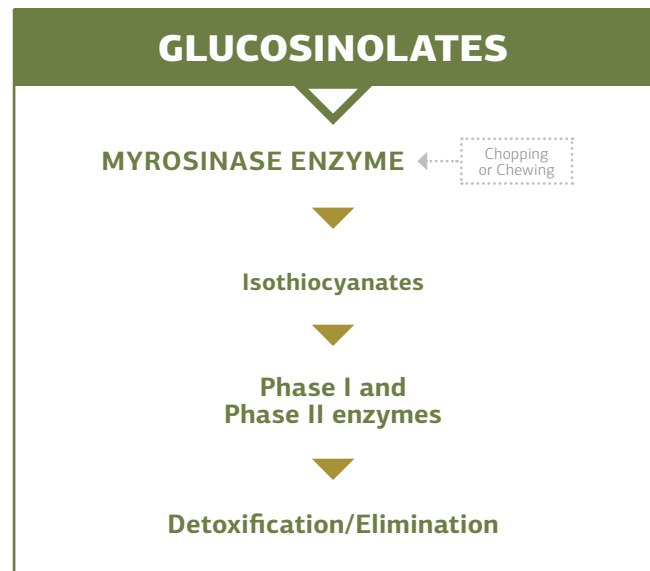 GLUCOSINOLATES
MYROSINASE ENZYME
Chopping
or Chewing
Isothiocyanates
Phase I and
Phase II enzymes
Detoxification/Elimination